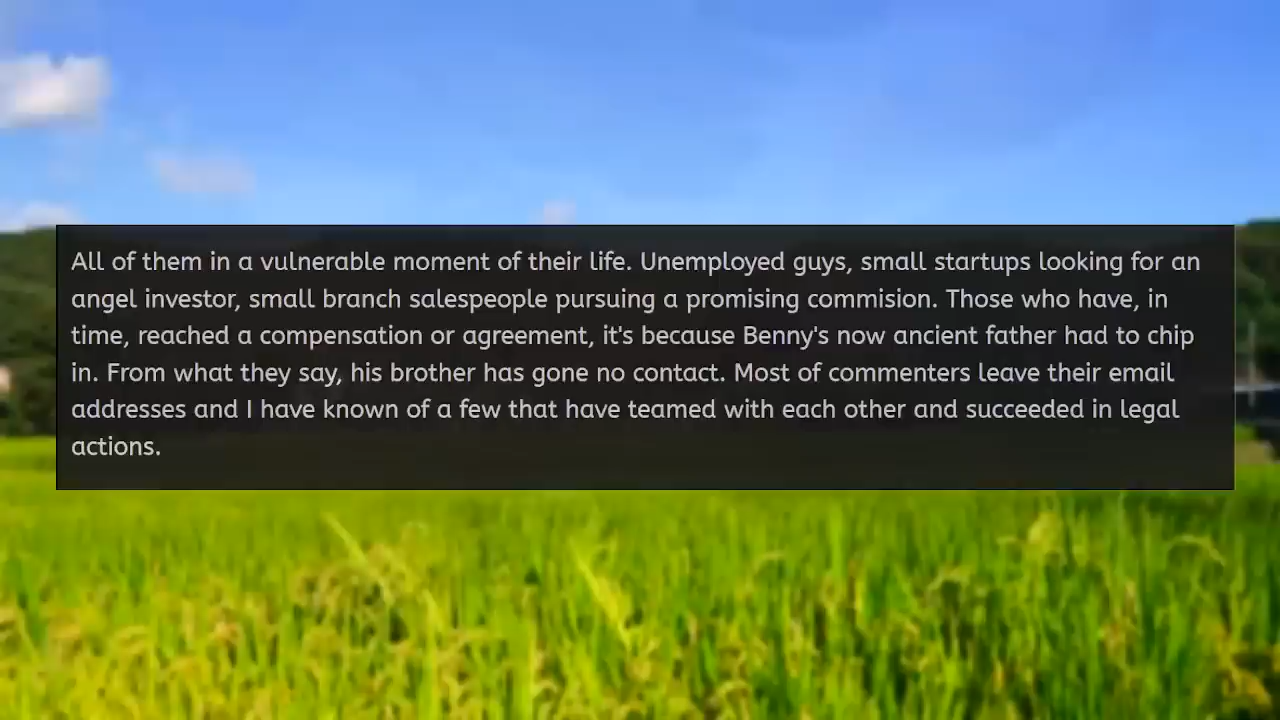 All of them in a vulnerable moment of their life. Unemployed guys, small startups looking for an
angel investor, small branch salespeople pursuing a promising commision. Those who have, in
time, reached a compensation or agreement, it's because Benny's now ancient father had to chip
in. From what they say, his brother has gone no contact. Most of commenters leave their email
addresses and I have known of a few that have teamed with each other and succeeded in legal
actions.